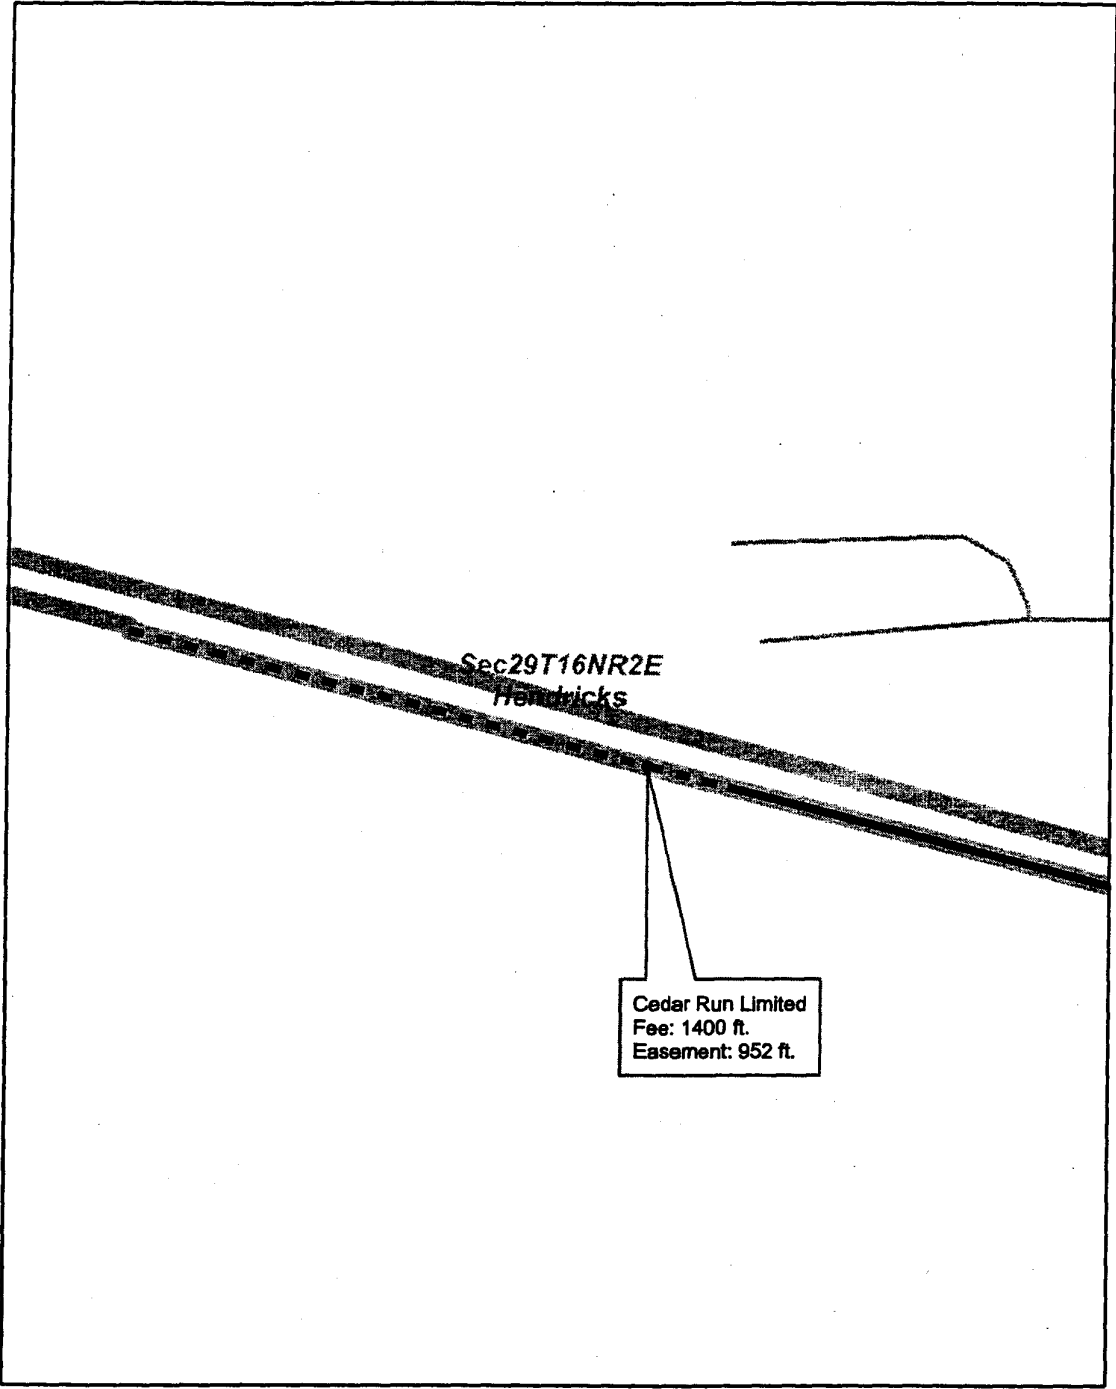 Sec29T16NR2E
Hendricks
Cedar Run Limited
Fee: 1400 ft.
Easement: 952 ft.